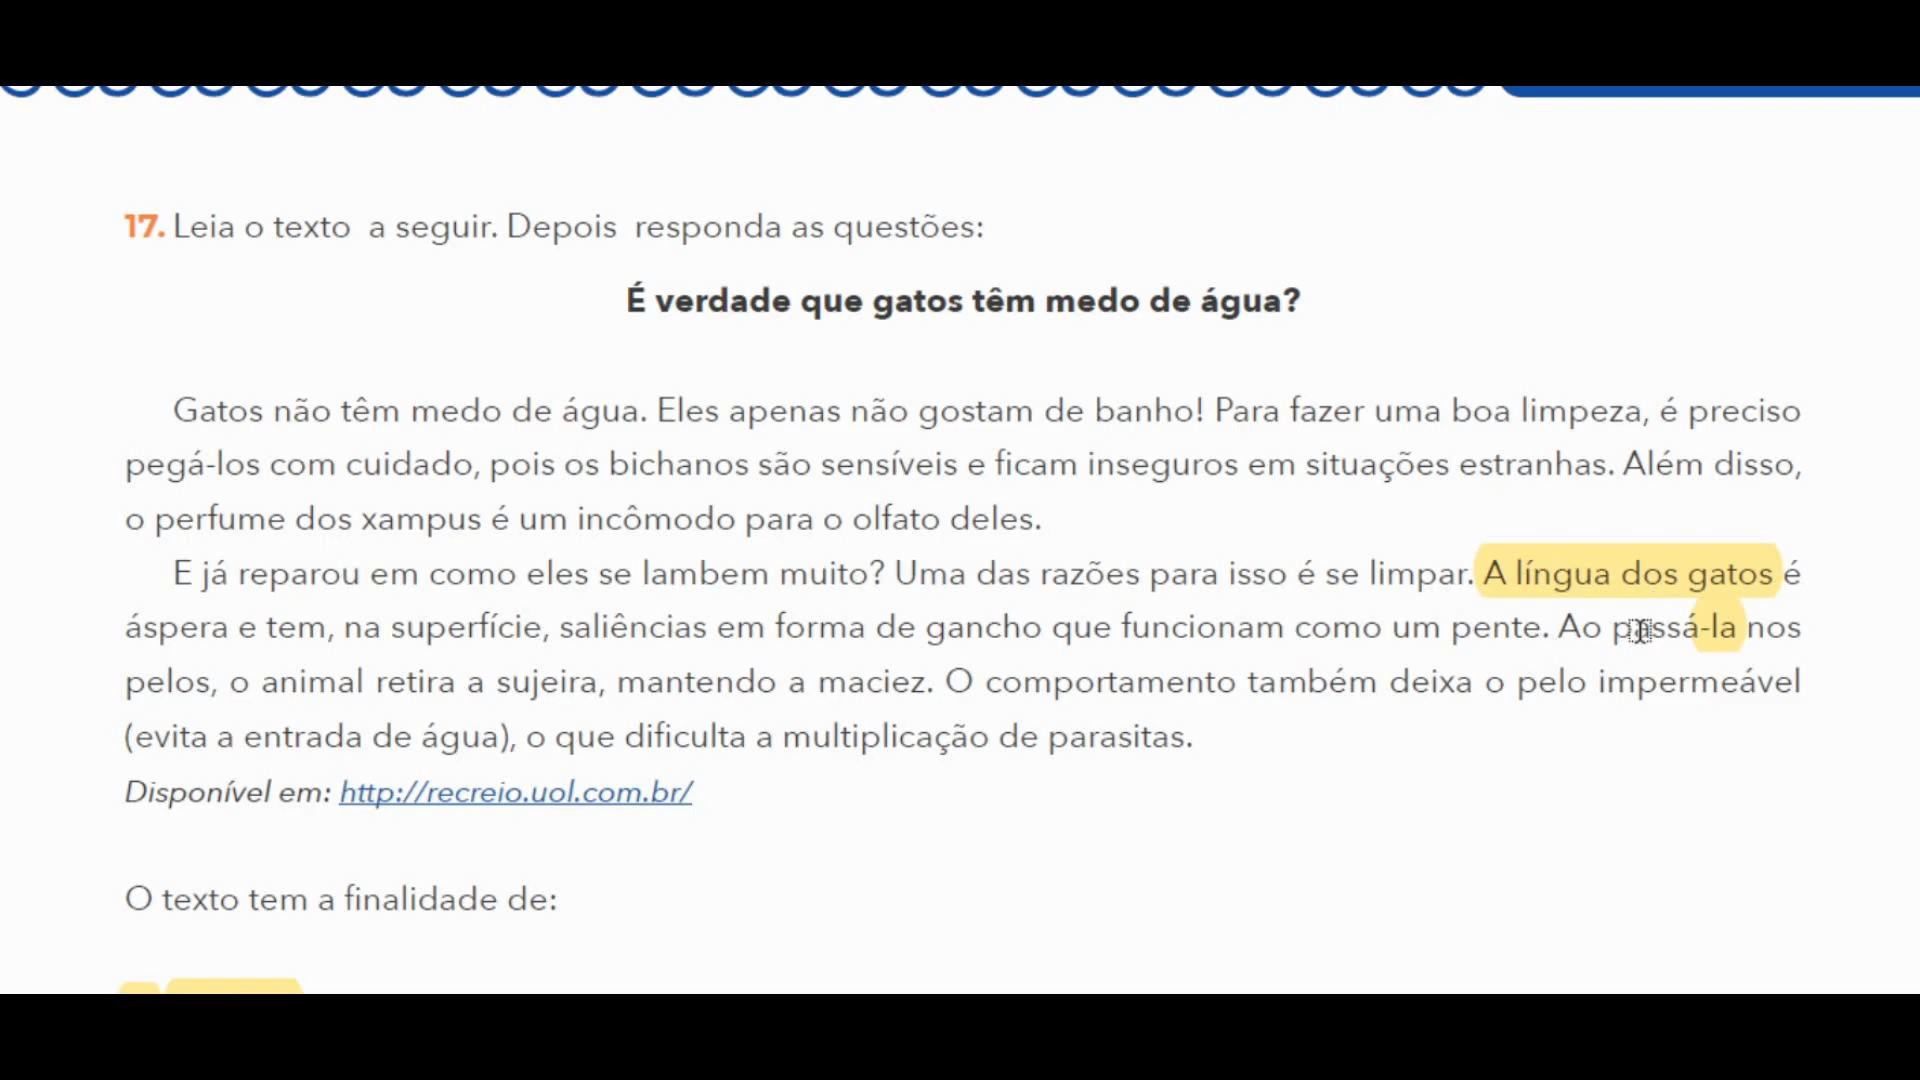 17. Leia o texto a seguir. Depois responda as questões:
É verdade que gatos têm medo de água?
Gatos não têm medo de água. Eles apenas não gostam de banho! Para fazer uma boa limpeza, é preciso
pegá-los com cuidado, pois os bichanos são sensíveis e ficam inseguros em situações estranhas. Além disso,
o perfume dos xampus é um incômodo para o olfato deles.
E já reparou em como eles se lambem muito? Uma das razões para isso é se limpar. A língua dos gatos é
áspera e tem, na superfície, saliências em forma de gancho que funcionam como um pente. Ao passá-la nos
pelos, o animal retira a sujeira, mantendo a maciez. O comportamento também deixa o pelo impermeável
(evita a entrada de água), o que dificulta a multiplicação de parasitas.
Disponível em: http://recreio.uol.com.br/
O texto tem a finalidade de: